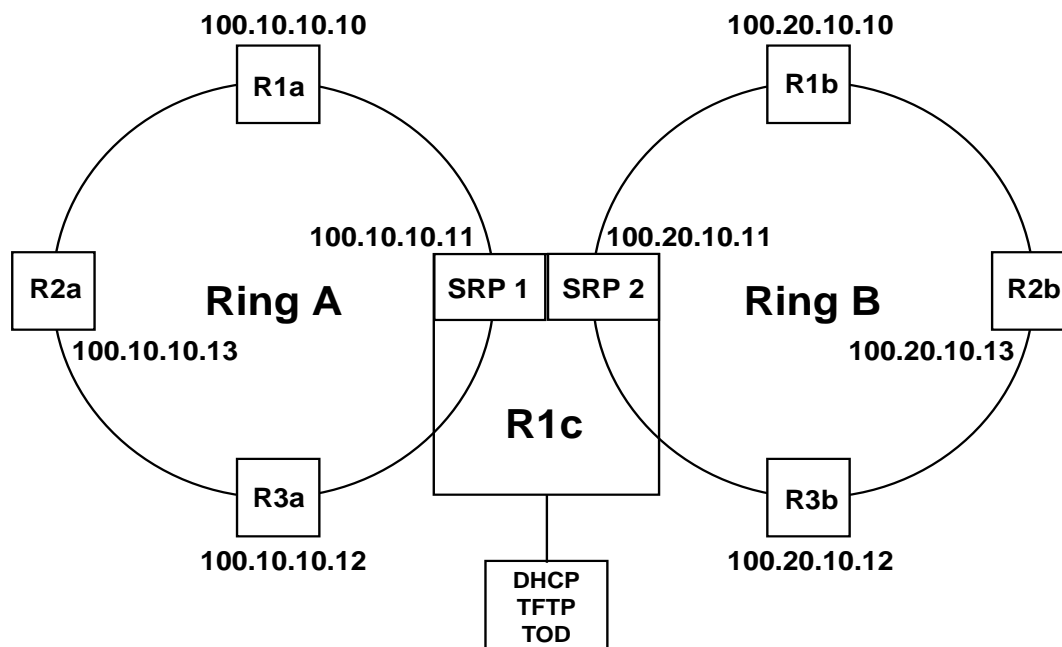 100.10.10.10
100.20.10.10
R1a
R1b
100.10.10.11
100.20.10.11
R2a
Ring A
SRP 1
SRP 2
Ring B
R2b
100.10.10.13
100.20.10.13
R1c
R3a
R3b
100.10.10.12
100.20.10.12
DHCP
TFTP
TOD